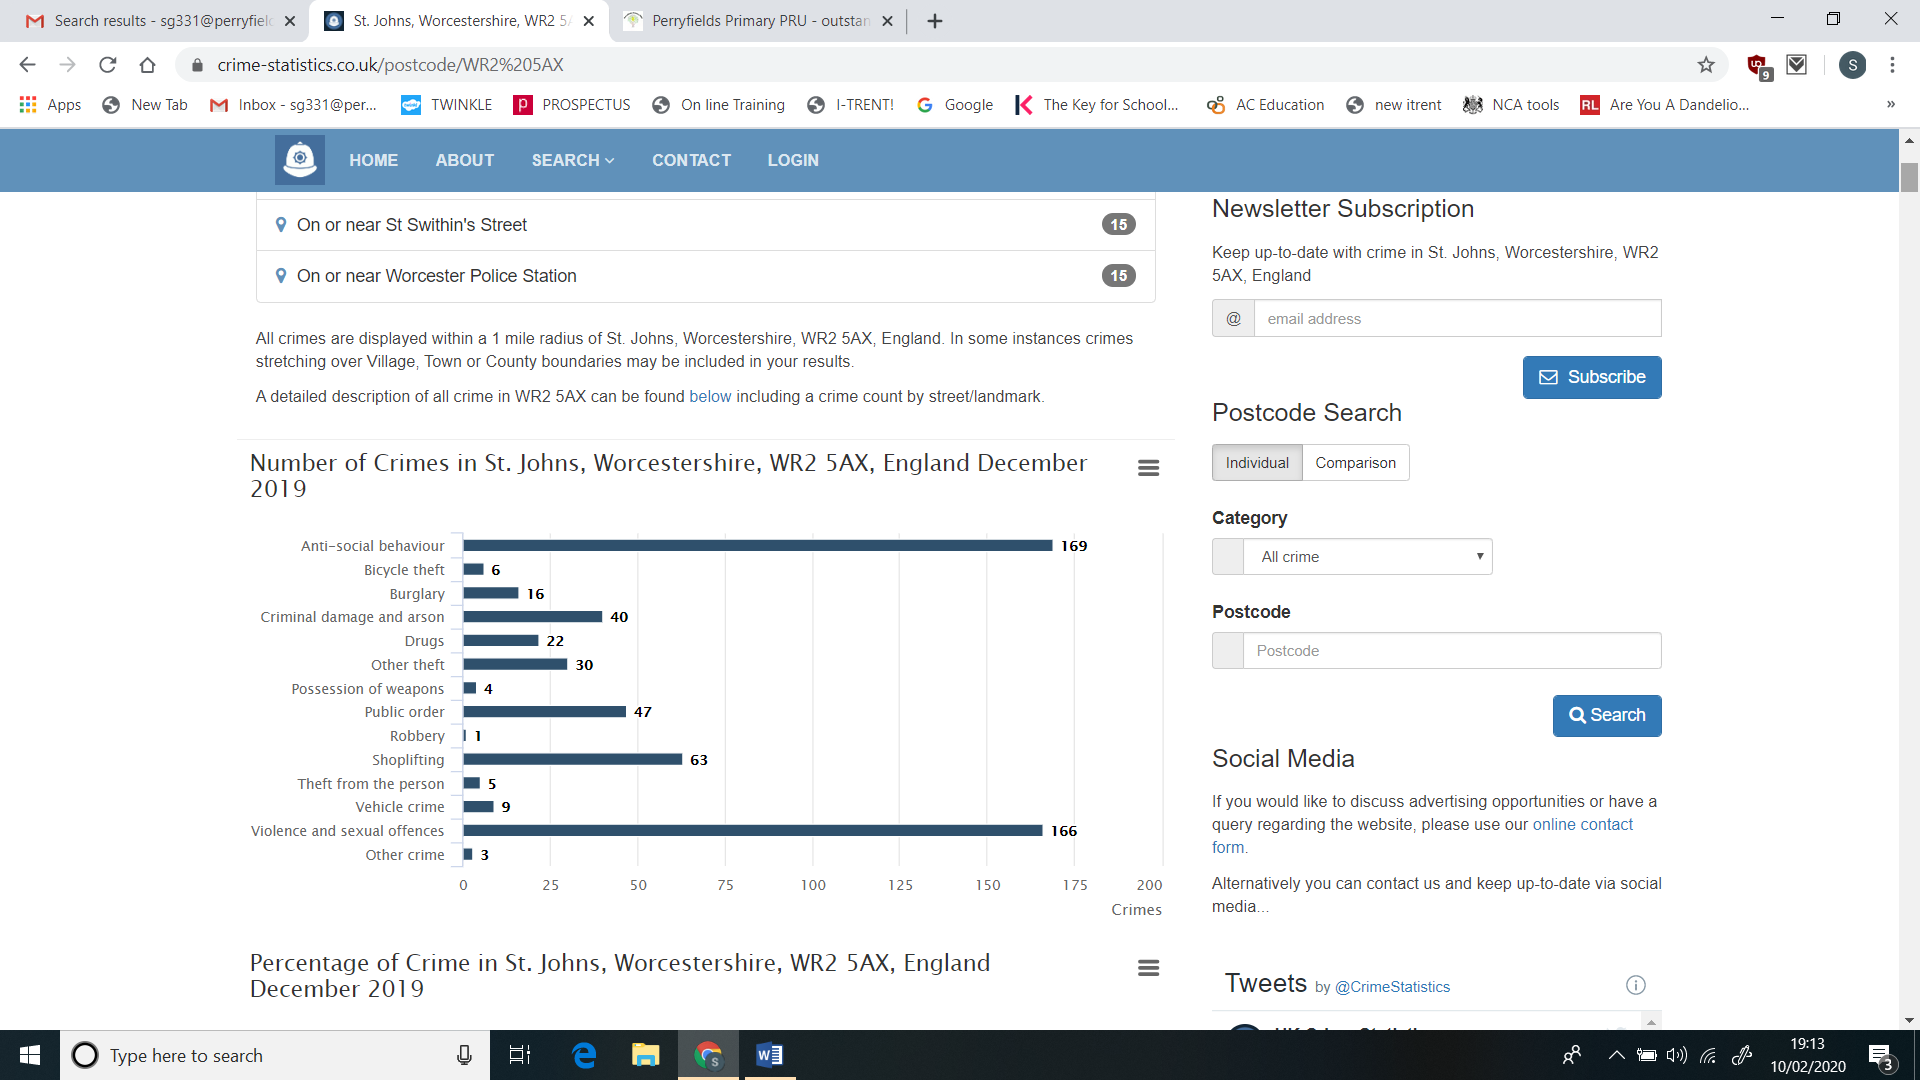 Search results - sg331@perryfield
St. Johns, Worcestershire, WR2 5A
Perryfields Primary PRU - outstan
crime-statistics.co.uk/postcode/WR2%205AX
9
S
Apps
New Tab
Inbox - sg331@per...
TWINKLE
PROSPECTUS
On line Training
I-TRENT!
Google
The Key for School...
AC Education
new itrent
NCA tools
RL
Are You A Dandelio...
»
HOME
ABOUT
SEARCH
CONTACT
LOGIN
On or near St Swithin's Street
15
On or near Worcester Police Station
15
All crimes are displayed within a 1 mile radius of St. Johns, Worcestershire, WR2 5AX, England. In some instances crimes
stretching over Village, Town or County boundaries may be included in your results.
A detailed description of all crime in WR2 5AX can be found below including a crime count by street/landmark.
Number of Crimes in St. Johns, Worcestershire, WR2 5AX, England December
2019
Anti-social behaviour 169
Bicycle theft 6
Burglary 16
Criminal damage and arson 40
Drugs 22
Other theft 30
Possession of weapons 4
Public order 47
Robbery 1
Shoplifting 63
Theft from the person 5
Vehicle crime 9
Violence and sexual offences 166
Other crime 3
0 25 50 75 100 125 150 175 200
Crimes
Percentage of Crime in St. Johns, Worcestershire, WR2 5AX, England
December 2019
Newsletter Subscription
Keep up-to-date with crime in St. Johns, Worcestershire, WR2
5AX, England
@ email address
Subscribe
Postcode Search
Individual
Comparison
Category
All crime
Postcode
Postcode
Search
Social Media
If you would like to discuss advertising opportunities or have a
query regarding the website, please use our online contact
form.
Alternatively you can contact us and keep up-to-date via social
media...
Tweets by @CrimeStatistics
Type here to search
19:13
10/02/2020
3